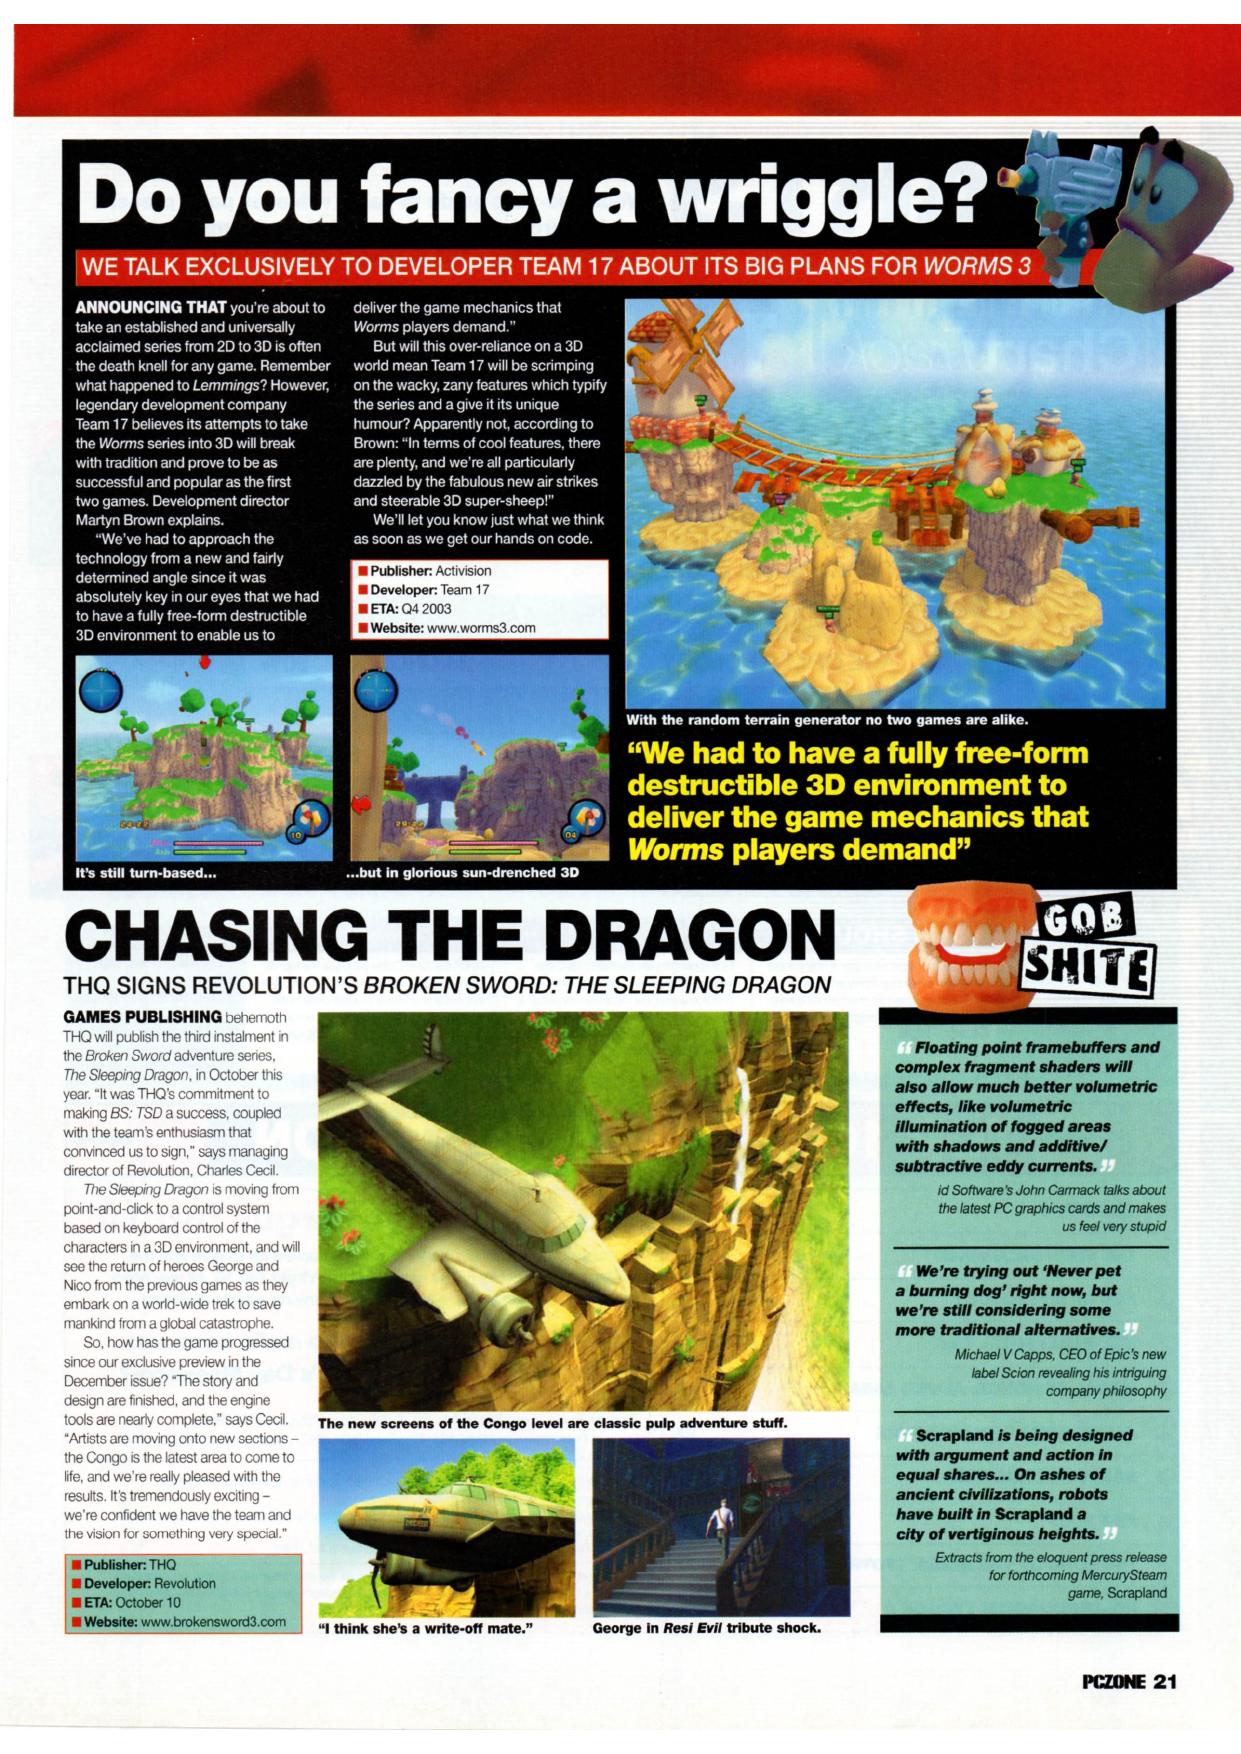 Do you fancy a wriggle?
WE TALK EXCLUSIVELY TO DEVELOPER TEAM 17 ABOUT ITS BIG PLANS FOR WORMS 3
ANNOUNCING THAT you're about to
take an established and universally
acclaimed series from 2D to 3D is often
the death knell for any game. Remember
what happened to Lemmings? However,
legendary development company
Team 17 believes its attempts to take
the Worms series into 3D will break
with tradition and prove to be as
successful and popular as the first
two games. Development director
Martyn Brown explains.
“We've had to approach the
technology from a new and fairly
determined angle since it was
absolutely key in our eyes that we had
to have a fully free-form destructible
3D environment to enable us to
deliver the game mechanics that
Worms players demand.”
But will this over-reliance on a 3D
world mean Team 17 will be scrimping
on the wacky, zany features which typify
the series and a give it its unique
humour? Apparently not, according to
Brown: “In terms of cool features, there
are plenty, and we're all particularly
dazzled by the fabulous new air strikes
and steerable 3D super-sheep!”
We'll let you know just what we think
as soon as we get our hands on code.
Publisher: Activision
Developer: Team 17
ETA: Q4 2003
Website: www.worms3.com
It's still turn-based...
...but in glorious sun-drenched 3D
With the random terrain generator no two games are alike.
“We had to have a fully free-form
destructible 3D environment to
deliver the game mechanics that
Worms players demand”
CHASING THE DRAGON
THQ SIGNS REVOLUTION'S BROKEN SWORD: THE SLEEPING DRAGON
GAMES PUBLISHING behemoth
THQ will publish the third instalment in
the Broken Sword adventure series,
The Sleeping Dragon, in October this
year. “It was THQ's commitment to
making BS: TSD a success, coupled
with the team's enthusiasm that
convinced us to sign,” says managing
director of Revolution, Charles Cecil.
The Sleeping Dragon is moving from
point-and-click to a control system
based on keyboard control of the
characters in a 3D environment, and will
see the return of heroes George and
Nico from the previous games as they
embark on a world-wide trek to save
mankind from a global catastrophe.
So, how has the game progressed
since our exclusive preview in the
December issue? “The story and
design are finished, and the engine
tools are nearly complete,” says Cecil.
“Artists are moving onto new sections –
the Congo is the latest area to come to
life, and we're really pleased with the
results. It's tremendously exciting –
we're confident we have the team and
the vision for something very special.”
Publisher: THQ
Developer: Revolution
ETA: October 10
Website: www.brokensword3.com
The new screens of the Congo level are classic pulp adventure stuff.
“I think she's a write-off mate.”
George in Resi Evil tribute shock.
GOB
SHITE
“Floating point framebuffers and
complex fragment shaders will
also allow much better volumetric
effects, like volumetric
illumination of fogged areas
with shadows and additive/
subtractive eddy currents.”
id Software's John Carmack talks about
the latest PC graphics cards and makes
us feel very stupid
“We're trying out ‘Never pet
a burning dog’ right now, but
we're still considering some
more traditional alternatives.”
Michael V Capps, CEO of Epic's new
label Scion revealing his intriguing
company philosophy
“Scrapland is being designed
with argument and action in
equal shares... On ashes of
ancient civilizations, robots
have built in Scrapland a
city of vertiginous heights.”
Extracts from the eloquent press release
for forthcoming MercurySteam
game, Scrapland
PCZONE 21